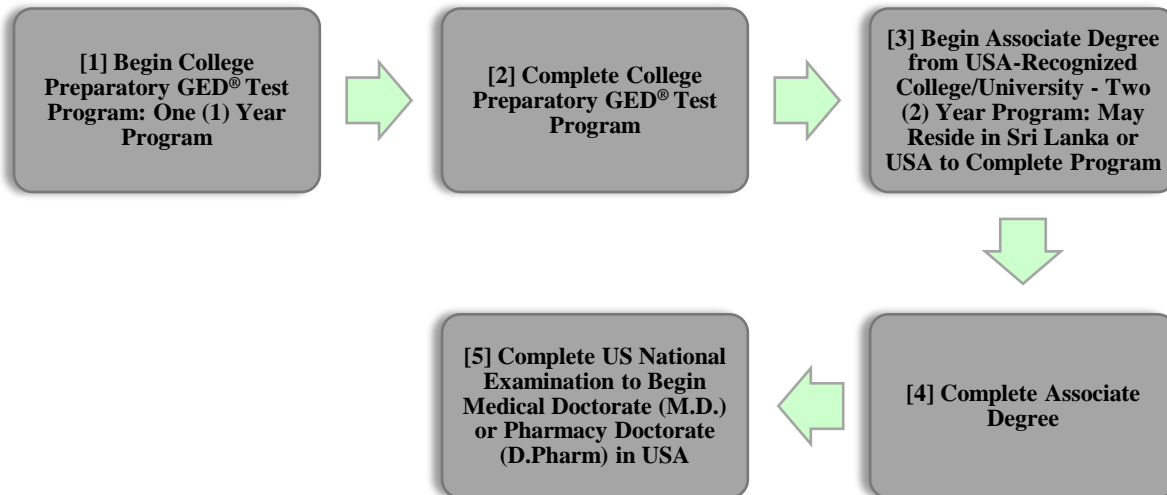 [1] Begin College
Preparatory GED® Test
Program: One (1) Year
Program
[2] Complete College
Preparatory GED® Test
Program
[3] Begin Associate Degree
from USA-Recognized
College/University - Two
(2) Year Program: May
Reside in Sri Lanka or
USA to Complete Program
[4] Complete Associate
Degree
[5] Complete US National
Examination to Begin
Medical Doctorate (M.D.)
or Pharmacy Doctorate
(D.Pharm) in USA